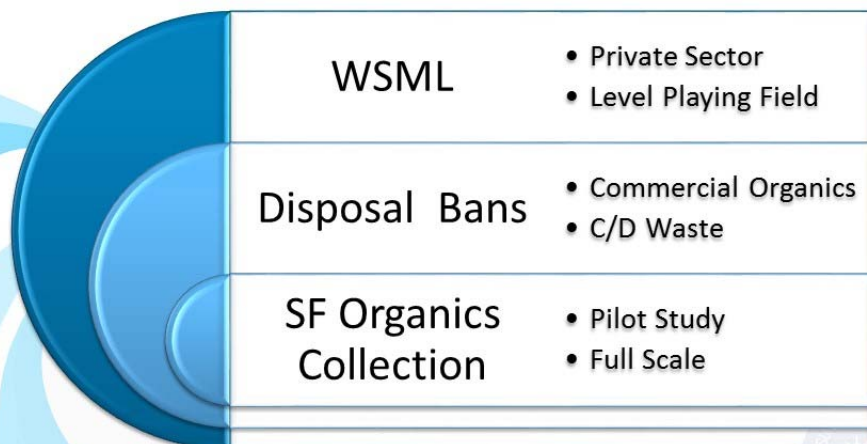 WSML
• Private Sector
• Level Playing Field
Disposal Bans
• Commercial Organics
• C/D Waste
SF Organics
Collection
• Pilot Study
• Full Scale